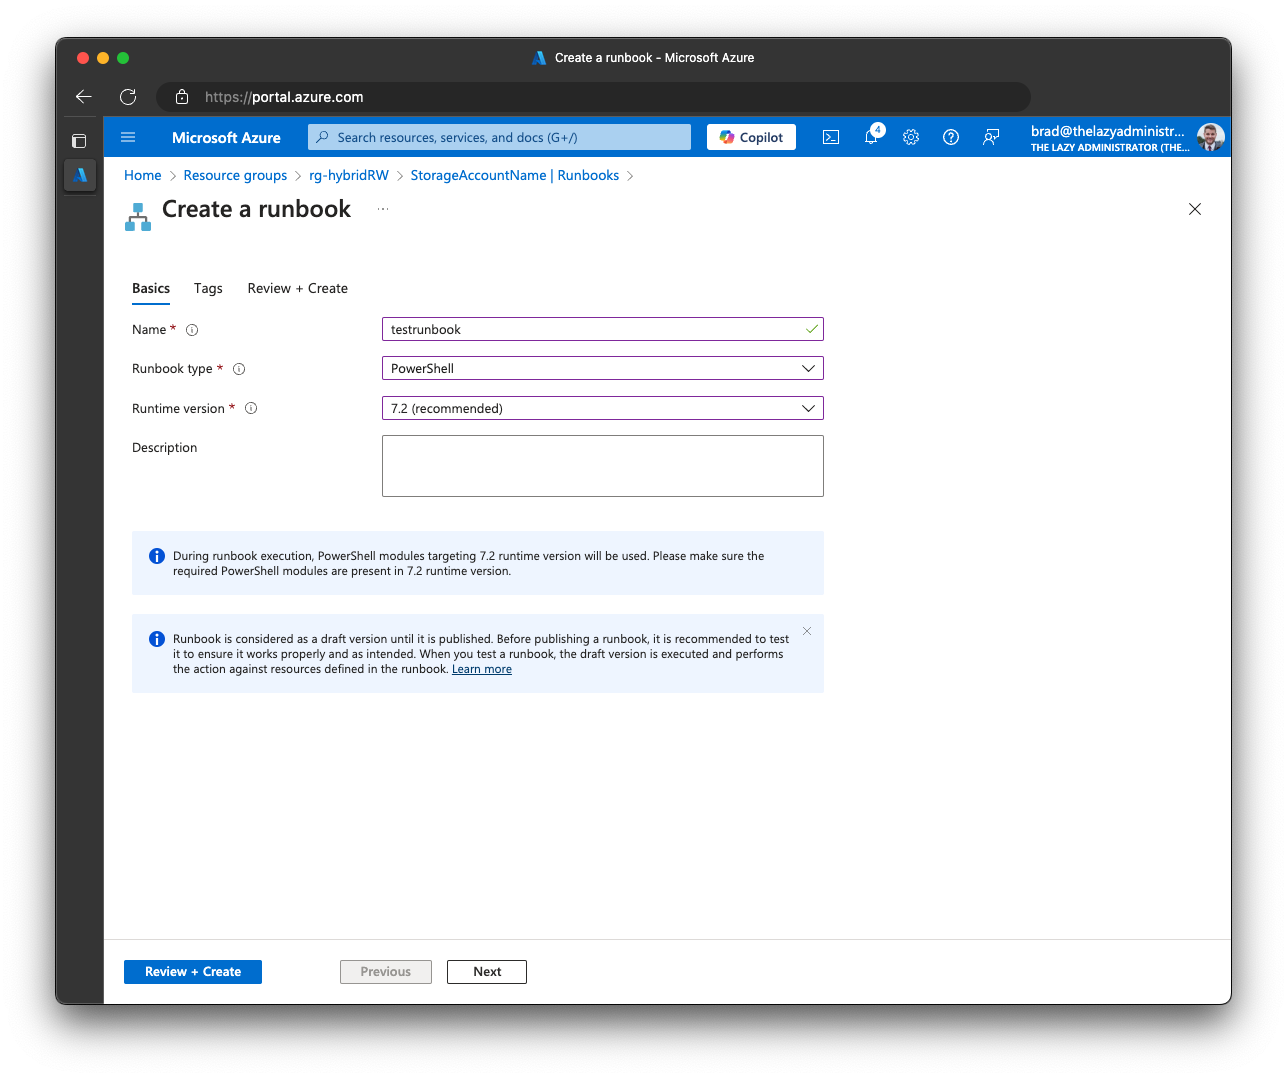 Create a runbook - Microsoft Azure
https://portal.azure.com
Microsoft Azure
Search resources, services, and docs (G+/)
Copilot
4
brad@thelazyadministr...
THE LAZY ADMINISTRATOR (THE...
Home > Resource groups > rg-hybridRW > StorageAccountName | Runbooks >
Create a runbook ...
Basics Tags Review + Create
Name * testrunbook
Runbook type * PowerShell
Runtime version * 7.2 (recommended)
Description
During runbook execution, PowerShell modules targeting 7.2 runtime version will be used. Please make sure the
required PowerShell modules are present in 7.2 runtime version.
Runbook is considered as a draft version until it is published. Before publishing a runbook, it is recommended to test
it to ensure it works properly and as intended. When you test a runbook, the draft version is executed and performs
the action against resources defined in the runbook. Learn more
Review + Create Previous Next